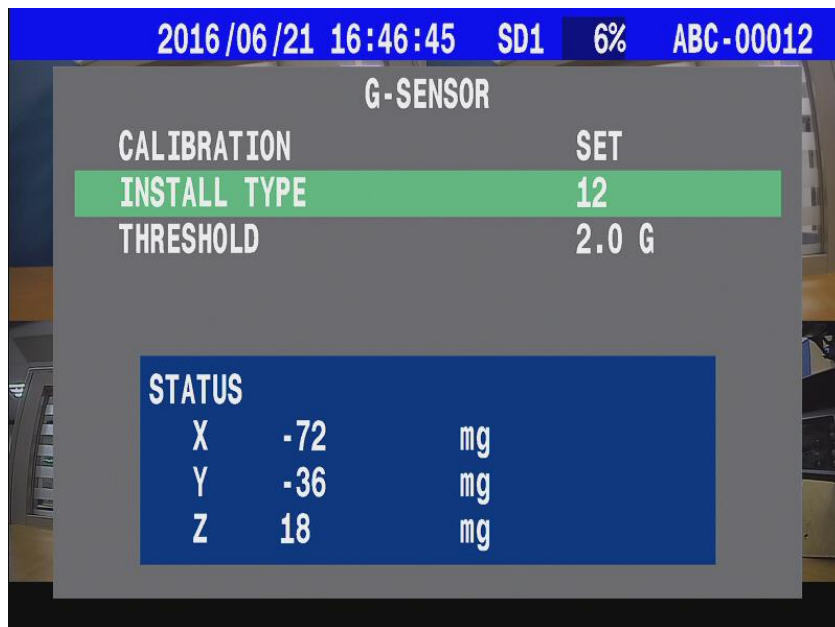 2016/06/21 16:46:45 SD1 6% ABC-00012
G-SENSOR
CALIBRATION SET
INSTALL TYPE 12
THRESHOLD 2.0 G
STATUS
X -72 mg
Y -36 mg
Z 18 mg